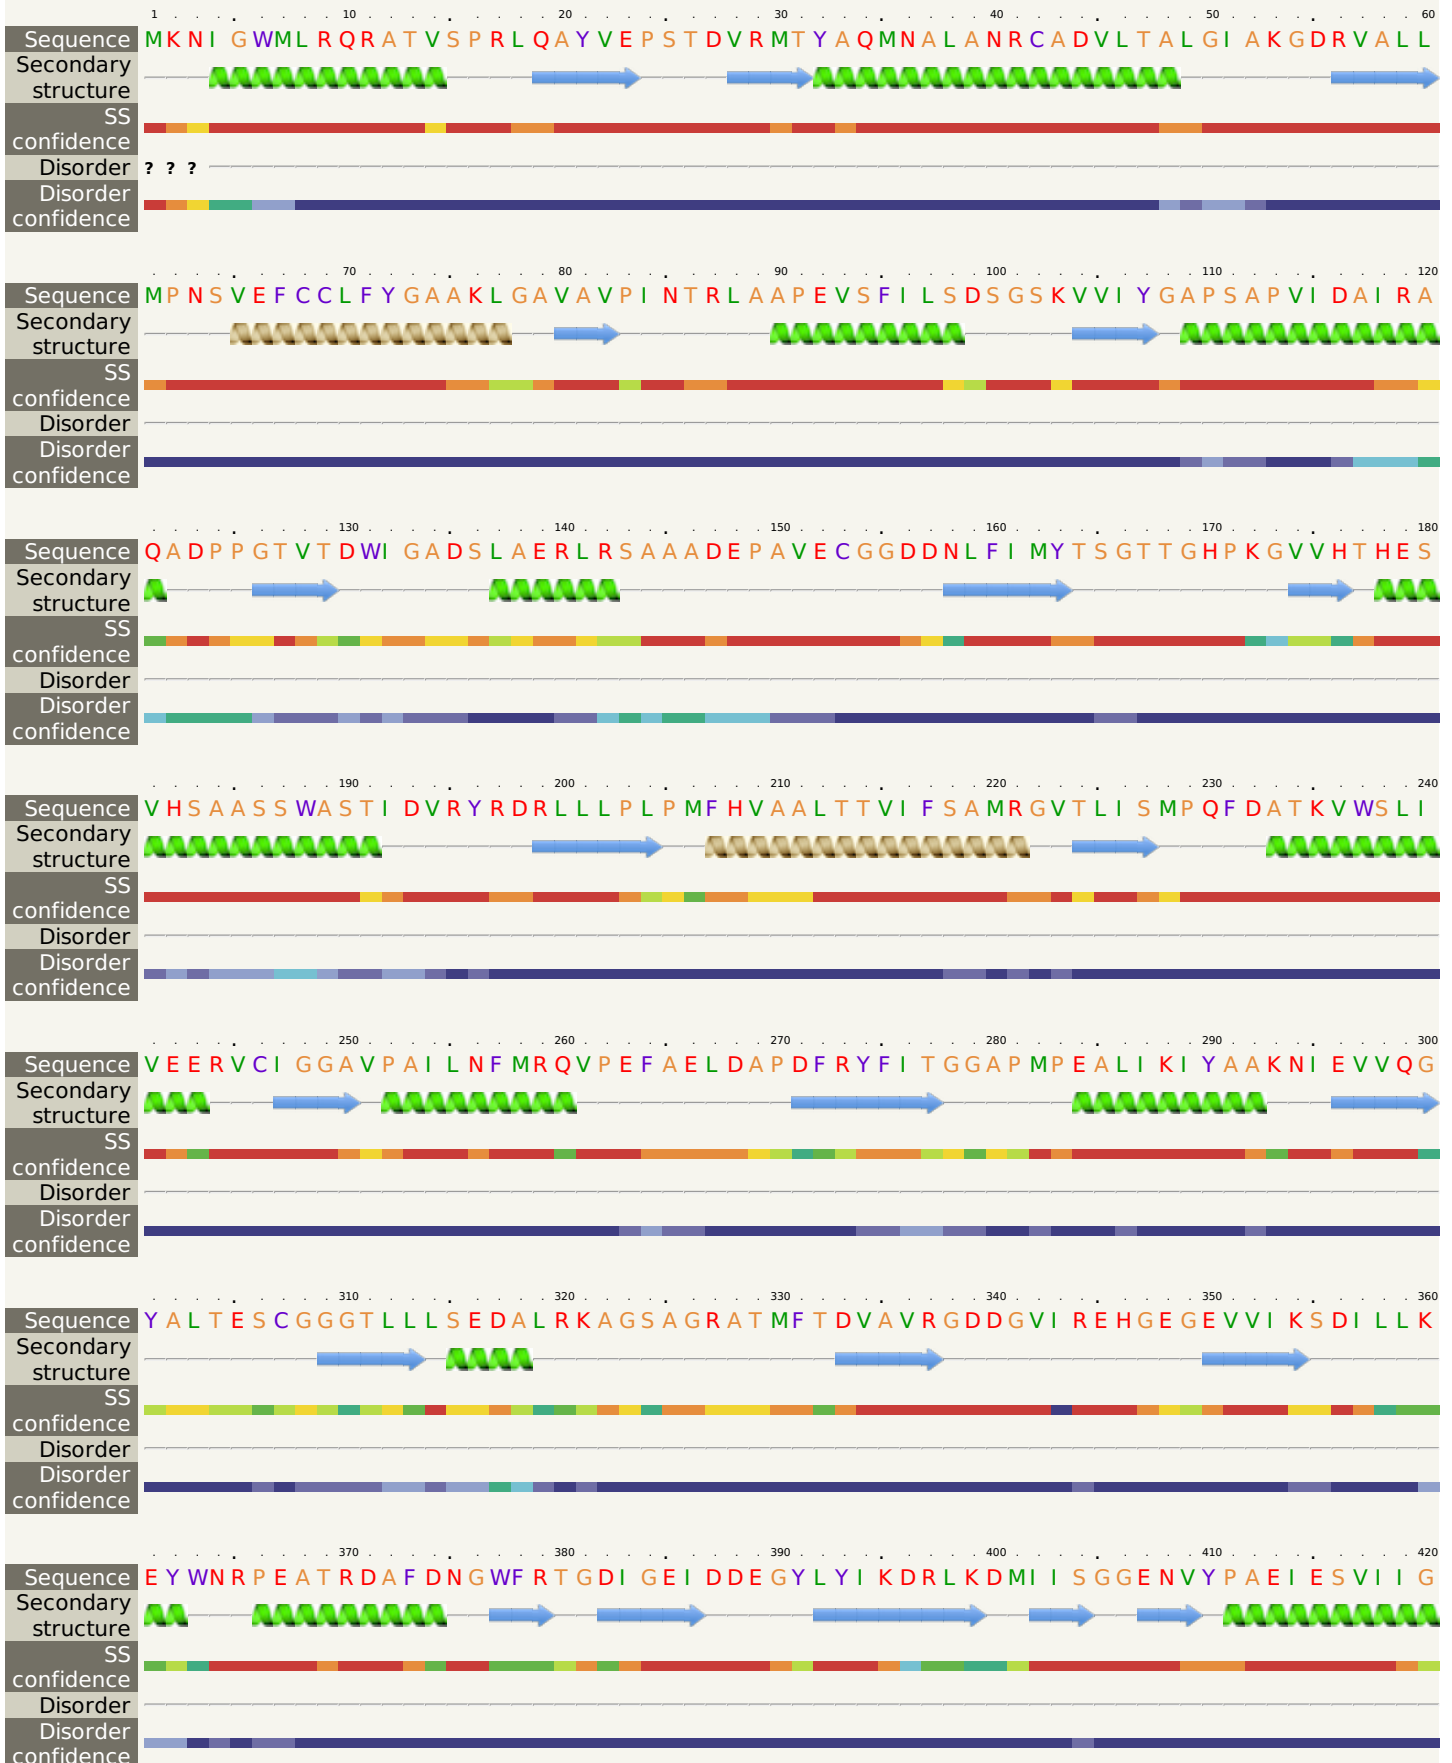 1 10 20 30 40 50 60
Sequence MKNIGWMLRQRATVSPRLQAYVEPSTDVRMTYAQMNALANRCADVLTALGIAKGDRVALL
Secondary structure
SS confidence
Disorder ? ? ?
Disorder confidence
70 80 90 100 110 120
Sequence MPNSVEFCCLFYGAAKLGAVAVPINTRLAAPEVSFILSDSGSKVVIYGAPSAPVIDAIRA
Secondary structure
SS confidence
Disorder
Disorder confidence
130 140 150 160 170 180
Sequence QADPPGTVTDWIGADSLAERLRSAAADEPAVECGGDDNLFIMYTSGTTGHPKGVVHTHES
Secondary structure
SS confidence
Disorder
Disorder confidence
190 200 210 220 230 240
Sequence VHSAASSWASTIDVRYRDRLLLPLPMFHVAALTTVIFSAMRGVTLISMPQFDATKVWSLI
Secondary structure
SS confidence
Disorder
Disorder confidence
250 260 270 280 290 300
Sequence VEERVCIGGAVPAILNFMRQVPEFAELDAPDFRYFITGGAPMPEALIKIYAAKNIEVVQG
Secondary structure
SS confidence
Disorder
Disorder confidence
310 320 330 340 350 360
Sequence YALTESCGGGTLLLSEDALRKAGSAGRATMFTDVAVRGDDGVIREHGEGEVVIKSDILLK
Secondary structure
SS confidence
Disorder
Disorder confidence
370 380 390 400 410 420
Sequence EYWNRPEATRDAFDNGWFRTGDIGEIDDEGYLYIKDRLKDMIISGGENVYPAEIESVIIG
Secondary structure
SS confidence
Disorder
Disorder confidence